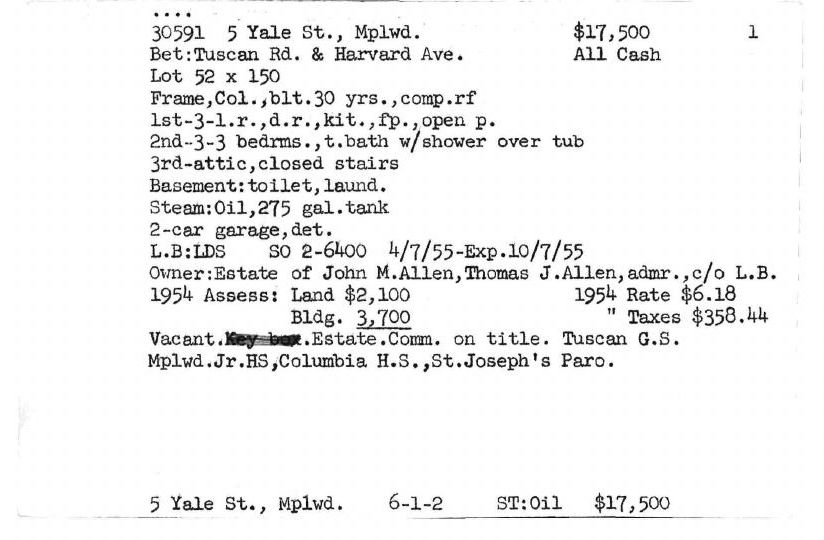 ....
30591 5 Yale St., Mplwd. $17,500 1
Bet:Tuscan Rd. & Harvard Ave. All Cash
Lot 52 x 150
Frame,Col.,blt.30 yrs.,comp.rf
1st-3-l.r.,d.r.,kit.,fp.,open p.
2nd-3-3 bedrms.,t.bath w/shower over tub
3rd-attic,closed stairs
Basement:toilet,laund.
Steam:Oil,275 gal.tank
2-car garage,det.
L.B:LDS SO 2-6400 4/7/55-Exp.10/7/55
Owner:Estate of John M.Allen,Thomas J.Allen,admr.,c/o L.B.
1954 Assess: Land $2,100 1954 Rate $6.18
Bldg. 3,700 " Taxes $358.44
Vacant.Key box.Estate.Comm. on title. Tuscan G.S.
Mplwd.Jr.HS,Columbia H.S.,St.Joseph's Paro.
5 Yale St., Mplwd. 6-1-2 ST:Oil $17,500